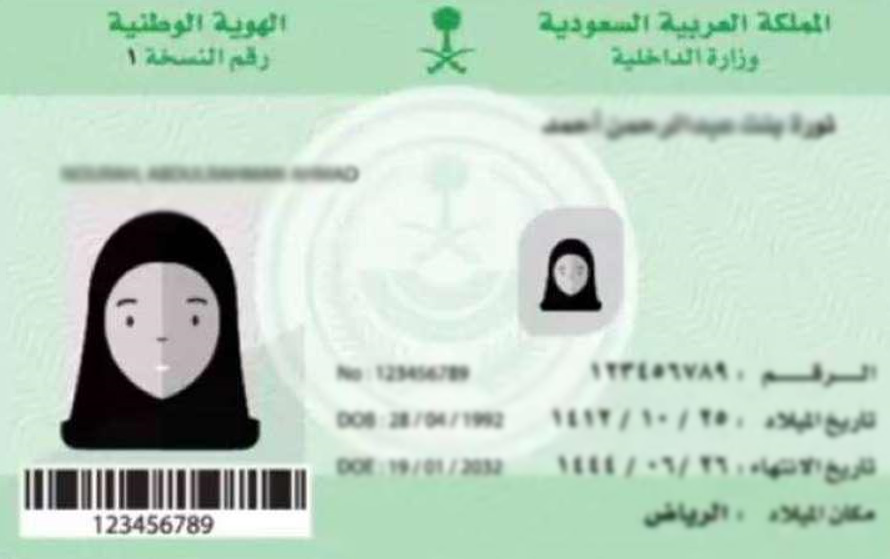 المملكة العربية السعودية
وزارة الداخلية
الهوية الوطنية
رقم النسخة ١
نورة بنت عبدالرحمن أحمد
NOURAH, ABDULRAHMAN AHMAD
الـرقــم : ١٢٣٤٥٦٧٨٩
No : 123456789
تاريخ الميلاد : ٢٥ / ١٠ / ١٤١٢
DOB : 28 / 04 / 1992
تاريخ الانتهاء : ٢٦ / ٠٦ / ١٤٤٤
DOE : 19 / 01 / 2032
مكان الميلاد : الرياض
123456789